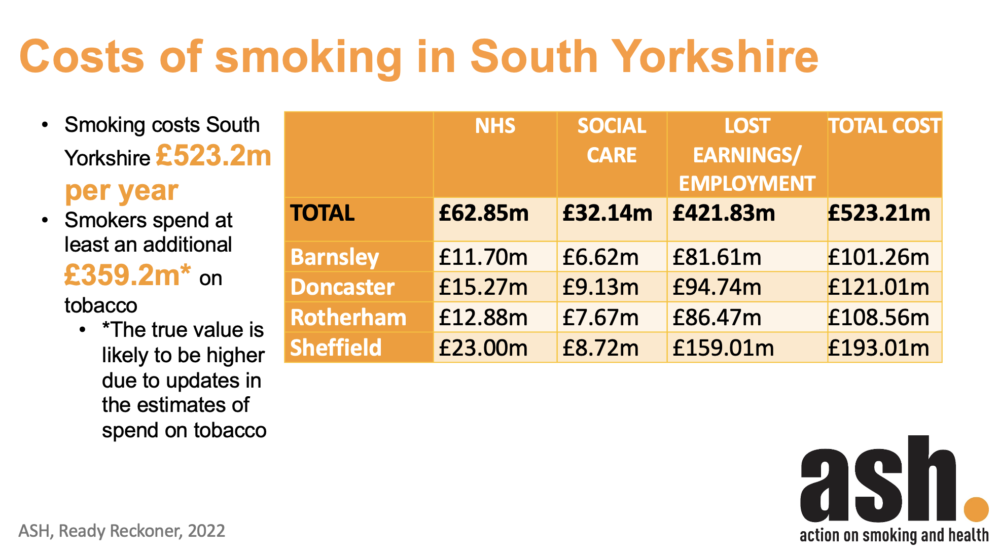 Costs of smoking in South Yorkshire
• Smoking costs South
Yorkshire £523.2m
per year
• Smokers spend at
least an additional
£359.2m* on
tobacco
• *The true value is
likely to be higher
due to updates in
the estimates of
spend on tobacco
NHS SOCIAL CARE LOST EARNINGS/ EMPLOYMENT TOTAL COST
TOTAL £62.85m £32.14m £421.83m £523.21m
Barnsley £11.70m £6.62m £81.61m £101.26m
Doncaster £15.27m £9.13m £94.74m £121.01m
Rotherham £12.88m £7.67m £86.47m £108.56m
Sheffield £23.00m £8.72m £159.01m £193.01m
ash.
action on smoking and health
ASH, Ready Reckoner, 2022